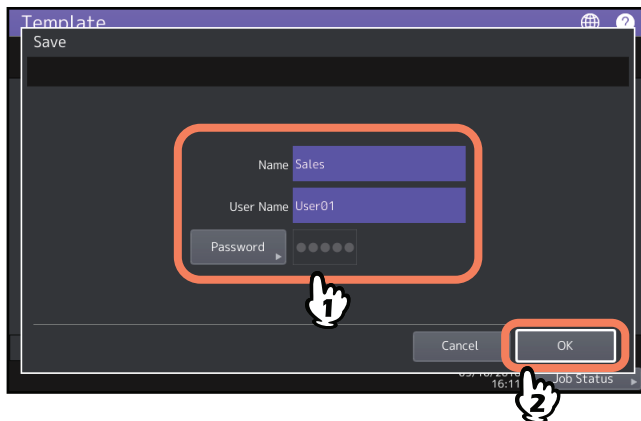 Template
?
Save
Name Sales
User Name User01
Password
1
Cancel OK
16:11 Job Status
2